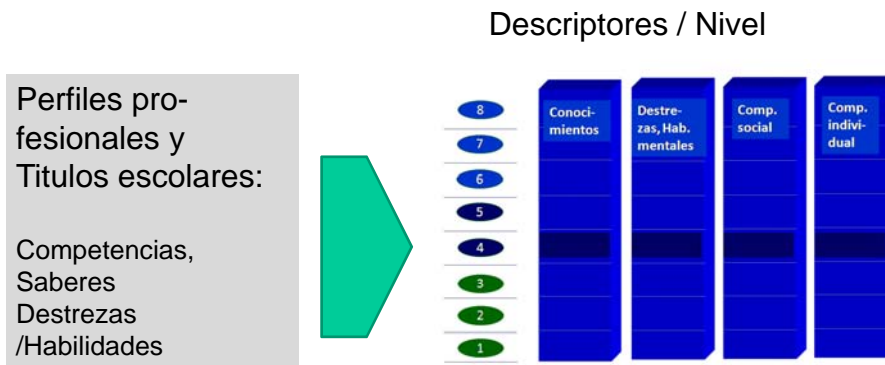 Descriptores / Nivel
Perfiles pro-
fesionales y
Titulos escolares:
Competencias,
Saberes
Destrezas
/Habilidades
8
7
6
5
4
3
2
1
Conoci-
mientos
Destre-
zas, Hab.
mentales
Comp.
social
Comp.
indivi-
dual